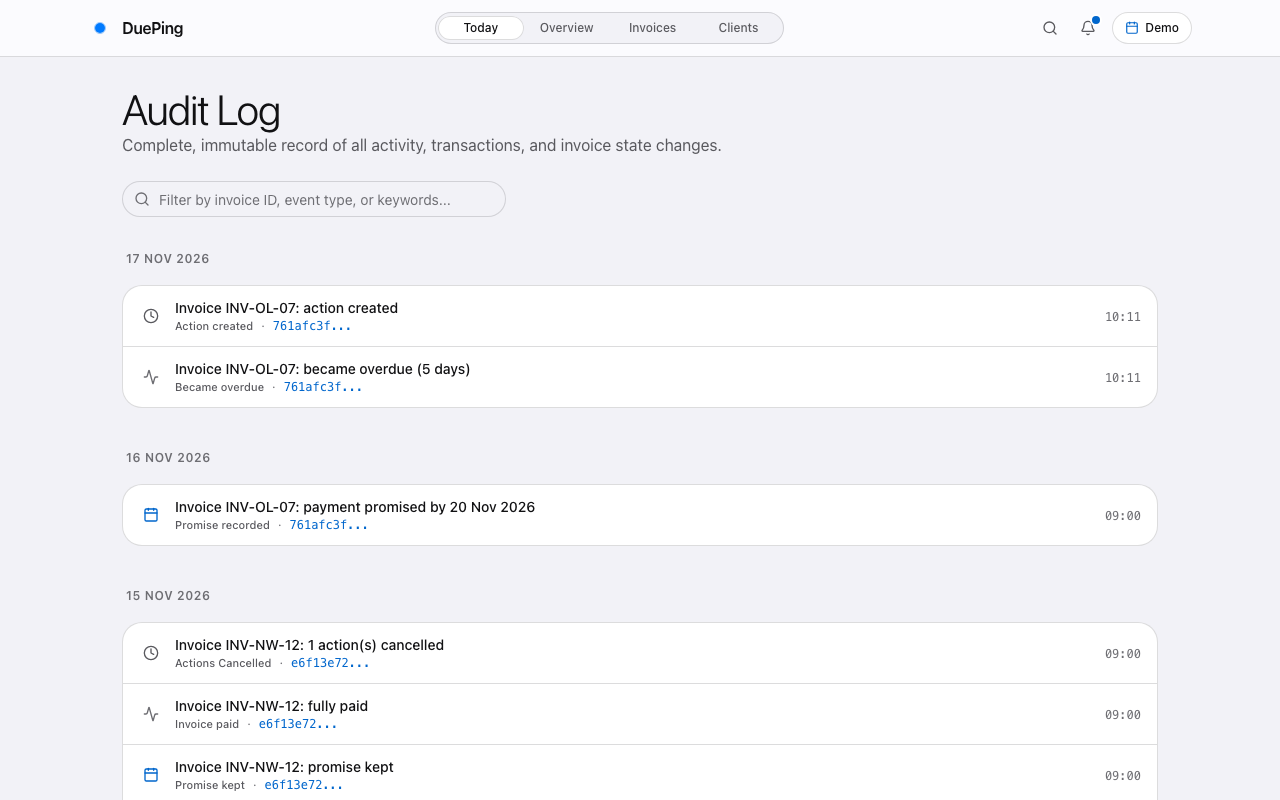 DuePing
Today
Overview
Invoices
Clients
Demo
Audit Log
Complete, immutable record of all activity, transactions, and invoice state changes.
Filter by invoice ID, event type, or keywords...
17 NOV 2026
Invoice INV-OL-07: action created
Action created · 761afc3f...
10:11
Invoice INV-OL-07: became overdue (5 days)
Became overdue · 761afc3f...
10:11
16 NOV 2026
Invoice INV-OL-07: payment promised by 20 Nov 2026
Promise recorded · 761afc3f...
09:00
15 NOV 2026
Invoice INV-NW-12: 1 action(s) cancelled
Actions Cancelled · e6f13e72...
09:00
Invoice INV-NW-12: fully paid
Invoice paid · e6f13e72...
09:00
Invoice INV-NW-12: promise kept
Promise kept · e6f13e72...
09:00